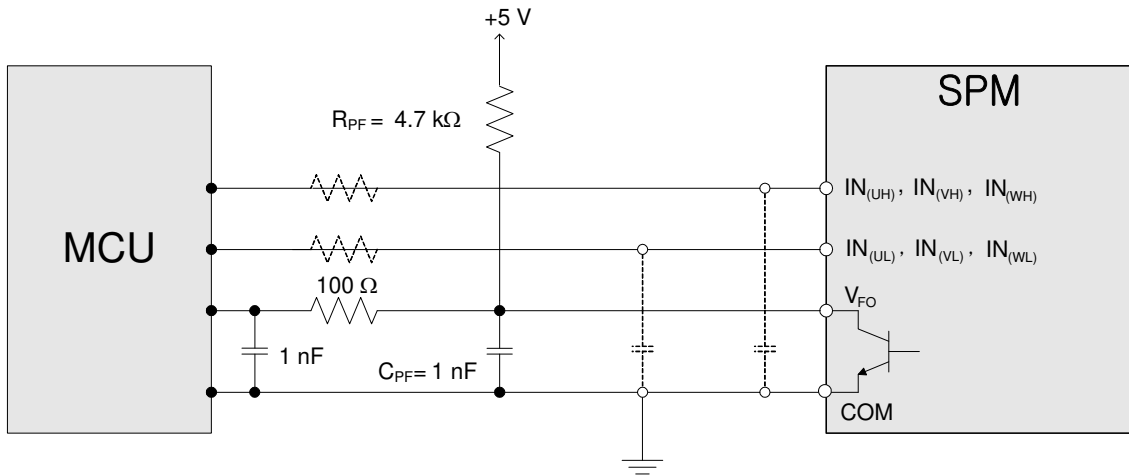 +5 V
SPM
R_PF = 4.7 kΩ
IN_(UH), IN_(VH), IN_(WH)
MCU
IN_(UL), IN_(VL), IN_(WL)
100 Ω
V_FO
1 nF
C_PF = 1 nF
COM